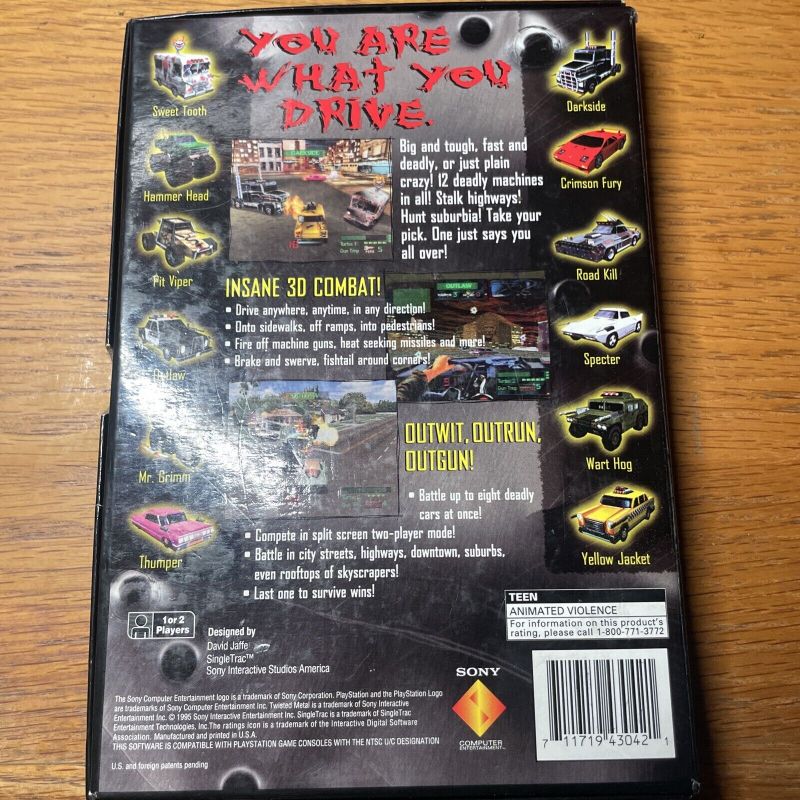 YOU ARE
WHAT YOU
DRIVE.
Sweet Tooth
Hammer Head
Pit Viper
Outlaw
Mr. Grimm
Thumper
Darkside
Crimson Fury
Road Kill
Specter
Wart Hog
Yellow Jacket
DARKSIDE
Big and tough, fast and
deadly, or just plain
crazy! 12 deadly machines
in all! Stalk highways!
Hunt suburbia! Take your
pick. One just says you
all over!
INSANE 3D COMBAT!
• Drive anywhere, anytime, in any direction!
• Onto sidewalks, off ramps, into pedestrians!
• Fire off machine guns, heat seeking missiles and more!
• Brake and swerve, fishtail around corners!
OUTLAW
OUTWIT, OUTRUN,
OUTGUN!
• Battle up to eight deadly
cars at once!
• Compete in split screen two-player mode!
• Battle in city streets, highways, downtown, suburbs,
even rooftops of skyscrapers!
• Last one to survive wins!
1 or 2
Players
Designed by
David Jaffe
SingleTrac™
Sony Interactive Studios America
TEEN
ANIMATED VIOLENCE
For information on this product's
rating, please call 1-800-771-3772
The Sony Computer Entertainment logo is a trademark of Sony Corporation. PlayStation and the PlayStation Logo
are trademarks of Sony Computer Entertainment Inc. Twisted Metal is a trademark of Sony Interactive
Entertainment Inc. © 1995 Sony Interactive Entertainment Inc. SingleTrac is a trademark of SingleTrac
Entertainment Technologies, Inc. The ratings icon is a trademark of the Interactive Digital Software
Association. Manufactured and printed in U.S.A.
THIS SOFTWARE IS COMPATIBLE WITH PLAYSTATION GAME CONSOLES WITH THE NTSC U/C DESIGNATION
U.S. and foreign patents pending
SONY
COMPUTER
ENTERTAINMENT™
7 11719 43042 1